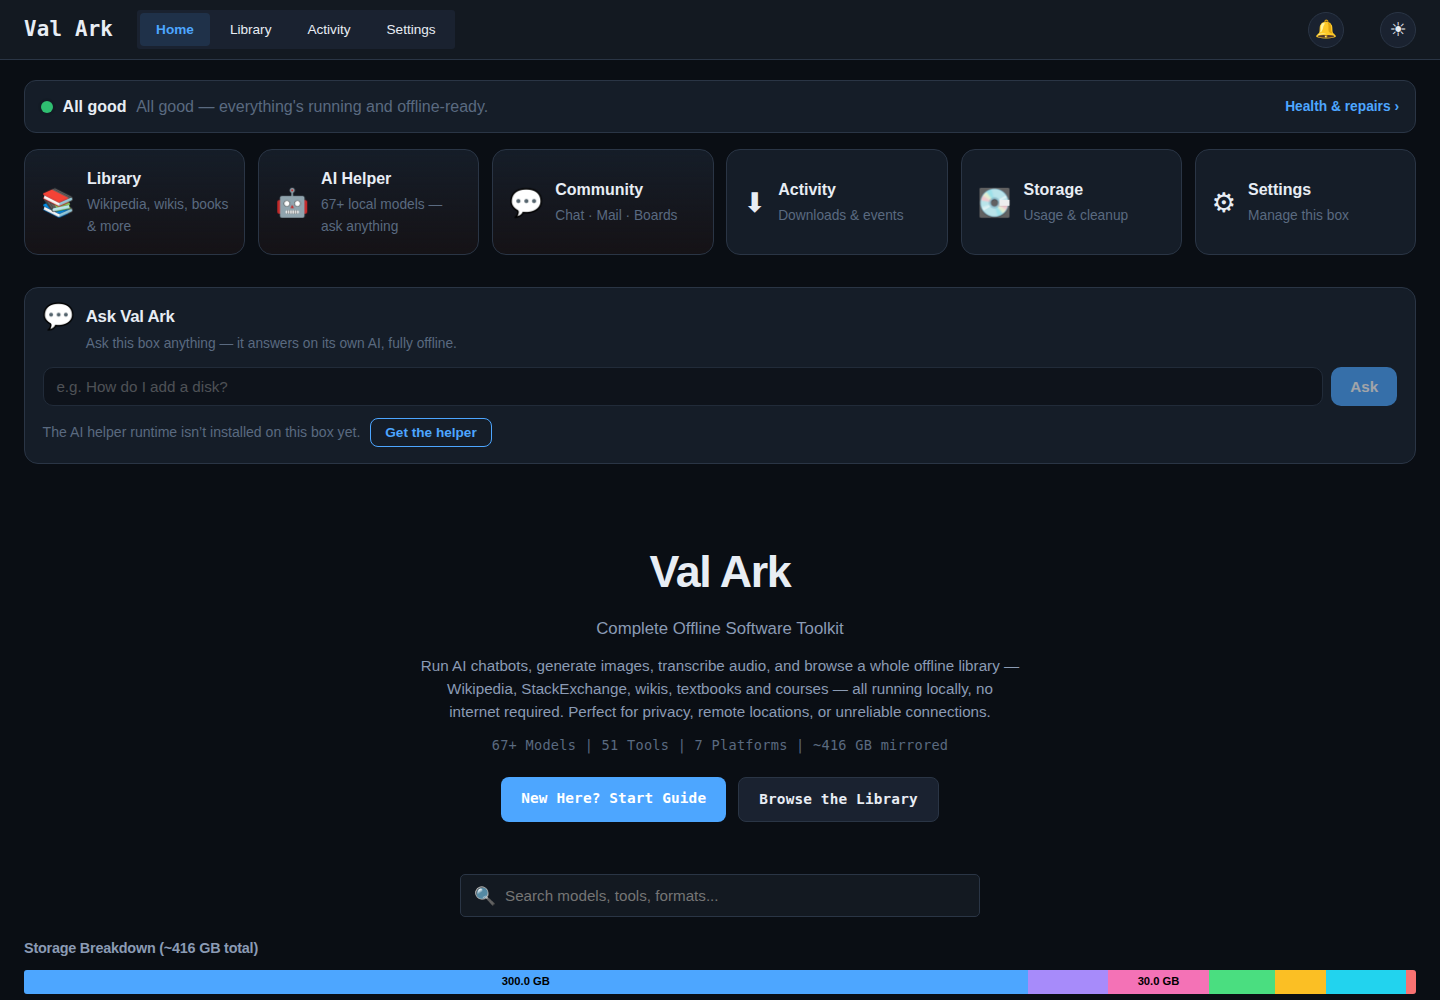 Val Ark
Home
Library
Activity
Settings
All good
All good — everything's running and offline-ready.
Health & repairs ›
Library
Wikipedia, wikis, books
& more
AI Helper
67+ local models —
ask anything
Community
Chat · Mail · Boards
Activity
Downloads & events
Storage
Usage & cleanup
Settings
Manage this box
Ask Val Ark
Ask this box anything — it answers on its own AI, fully offline.
e.g. How do I add a disk?
Ask
The AI helper runtime isn’t installed on this box yet.
Get the helper
Val Ark
Complete Offline Software Toolkit
Run AI chatbots, generate images, transcribe audio, and browse a whole offline library —
Wikipedia, StackExchange, wikis, textbooks and courses — all running locally, no
internet required. Perfect for privacy, remote locations, or unreliable connections.
67+ Models | 51 Tools | 7 Platforms | ~416 GB mirrored
New Here? Start Guide
Browse the Library
Search models, tools, formats...
Storage Breakdown (~416 GB total)
300.0 GB
30.0 GB